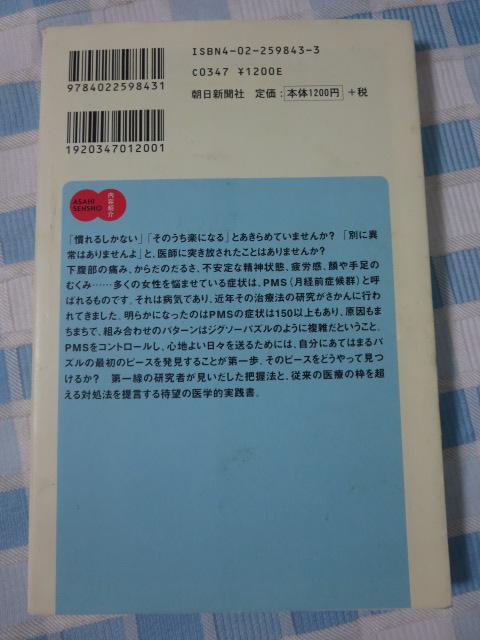 ISBN4-02-259843-3
C0347 ¥1200E
9784022598431
朝日新聞社 定価：本体1200円 +税
1920347012001
ASAHI
SENSHO
内容紹介
「慣れるしかない」「そのうち楽になる」とあきらめていませんか？ 「別に異
常はありませんよ」と、医師に突き放されたことはありませんか？
下腹部の痛み、からだのだるさ、不安定な精神状態、疲労感、顔や手足の
むくみ……多くの女性を悩ませている症状は、PMS（月経前症候群）と呼
ばれるものです。それは病気であり、近年その治療法の研究がさかんに行わ
れてきました。明らかになったのはPMSの症状は150以上もあり、原因もま
ちまちで、組み合わせのパターンはジグソーパズルのように複雑だということ。
PMSをコントロールし、心地よい日々を送るためには、自分にあてはまるパ
ズルの最初のピースを発見することが第一歩。そのピースをどうやって見つ
けるか？ 第一線の研究者が見いだした把握法と、従来の医療の枠を超
える対処法を提言する待望の医学的実践書。